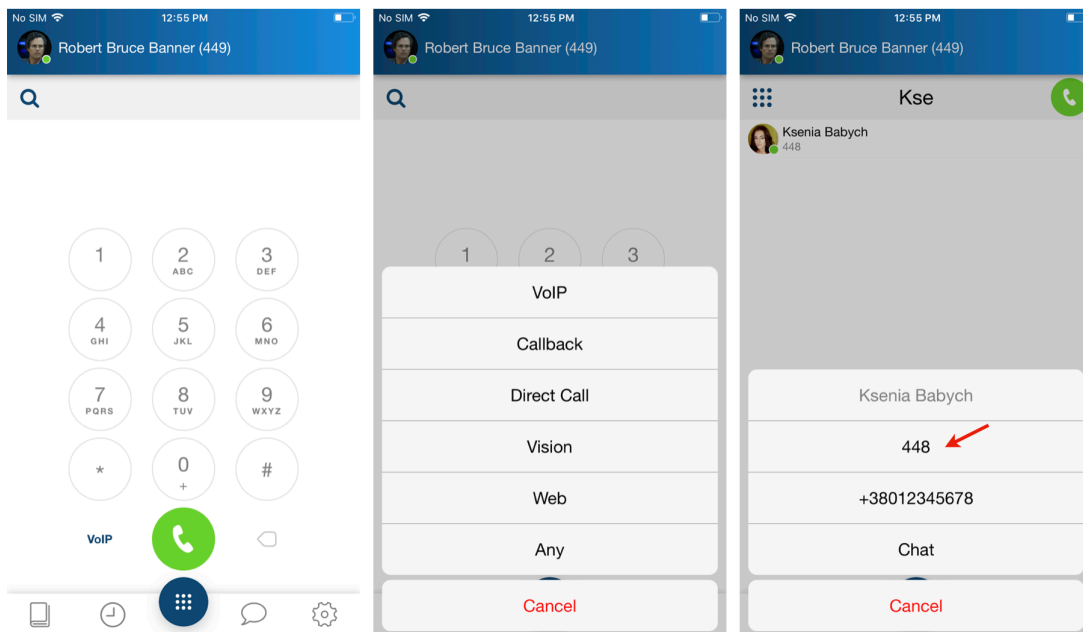 No SIM 12:55 PM
Robert Bruce Banner (449)
1 2 3
ABC DEF
4 5 6
GHI JKL MNO
7 8 9
PQRS TUV WXYZ
* 0 #
+
VoIP
No SIM 12:55 PM
Robert Bruce Banner (449)
1 2 3
VoIP
Callback
Direct Call
Vision
Web
Any
Cancel
No SIM 12:55 PM
Robert Bruce Banner (449)
Kse
Ksenia Babych
448
Ksenia Babych
448
+38012345678
Chat
Cancel